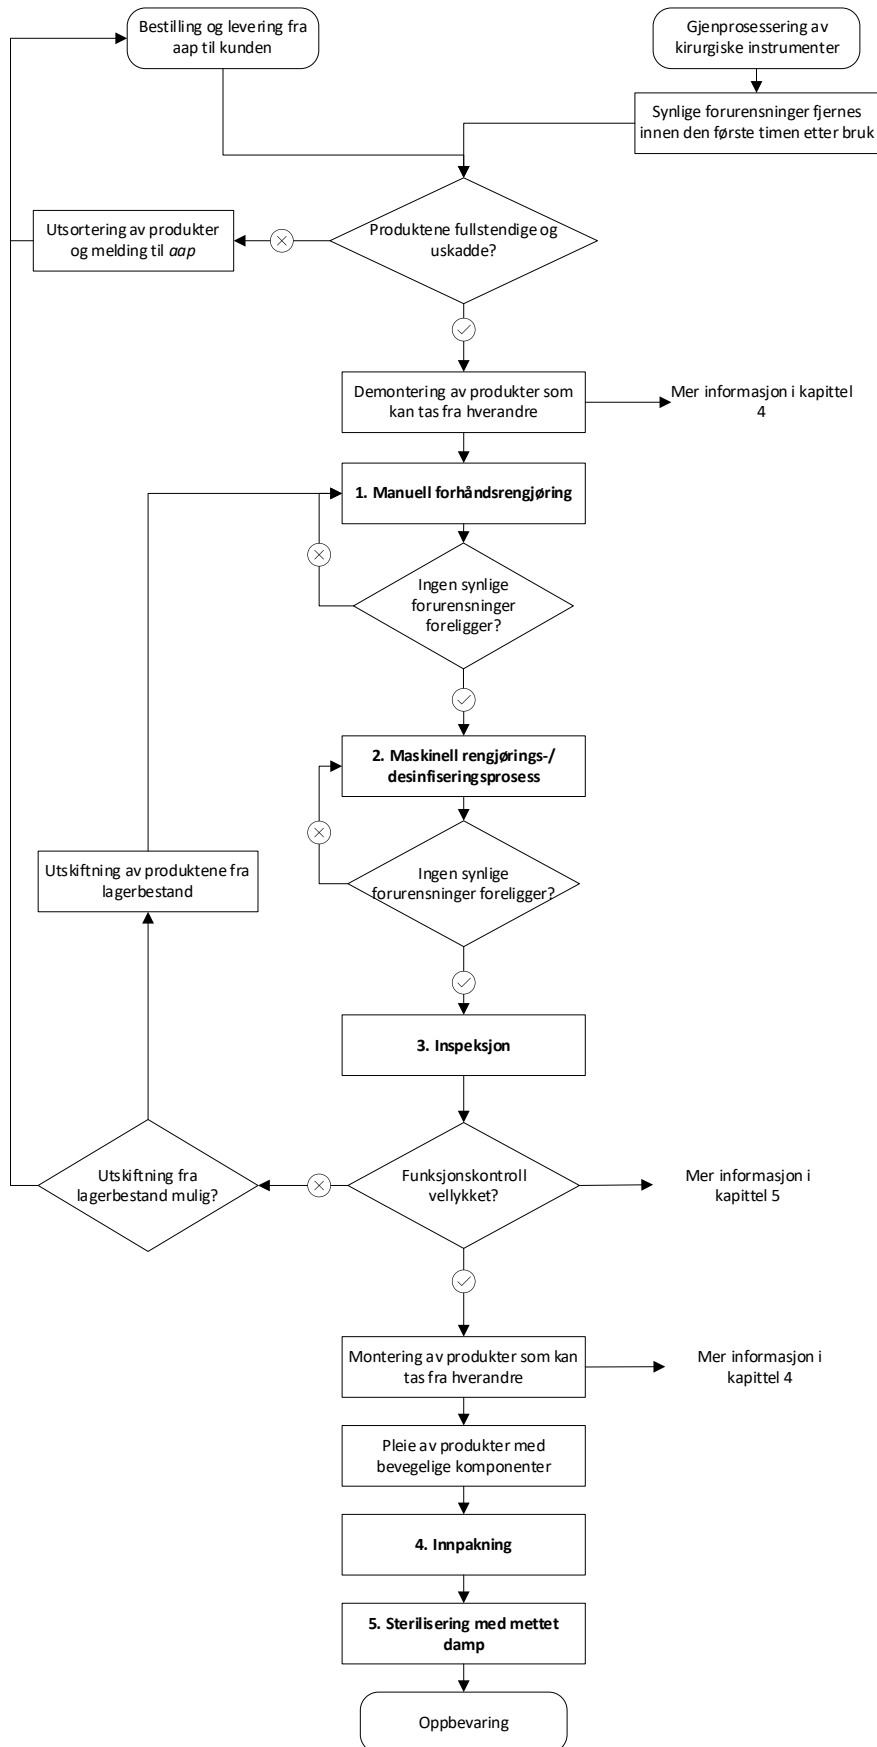 Bestilling og levering fra
aap til kunden
Gjenprosessering av
kirurgiske instrumenter
Synlige forurensninger fjernes
innen den første timen etter bruk
Produktene fullstendige og
uskadde?
Utsortering av produkter
og melding til aap
Demontering av produkter som
kan tas fra hverandre
Mer informasjon i kapittel
4
1. Manuell forhåndsrengjøring
Ingen synlige
forurensninger
foreligger?
2. Maskinell rengjørings-/
desinfiseringsprosess
Ingen synlige
forurensninger foreligger?
Utskiftning av produktene fra
lagerbestand
3. Inspeksjon
Utskiftning fra
lagerbestand mulig?
Funksjonskontroll
vellykket?
Mer informasjon i
kapittel 5
Montering av produkter som kan
tas fra hverandre
Mer informasjon i
kapittel 4
Pleie av produkter med
bevegelige komponenter
4. Innpakning
5. Sterilisering med mettet
damp
Oppbevaring